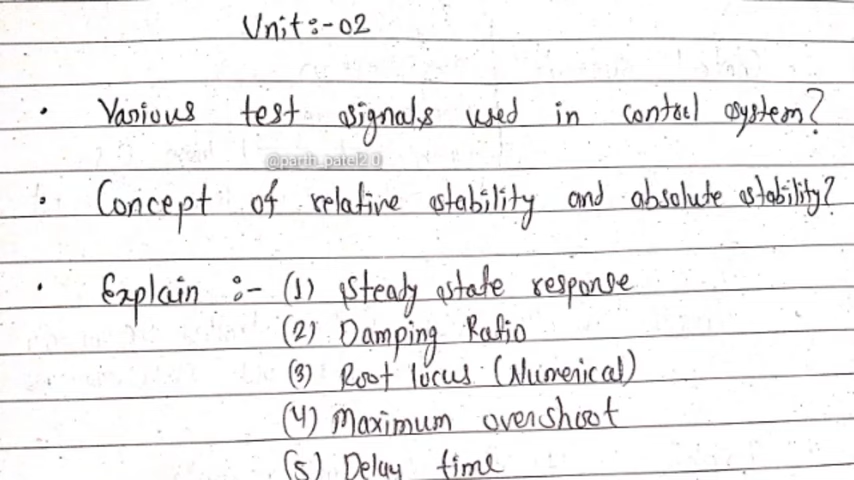 Unit:-02
• Various test signals used in control system?
@parth_patel2.0
• Concept of relative stability and absolute stability?
• Explain :- (1) Steady state response
(2) Damping Ratio
(3) Root locus (Numerical)
(4) Maximum overshoot
(5) Delay time